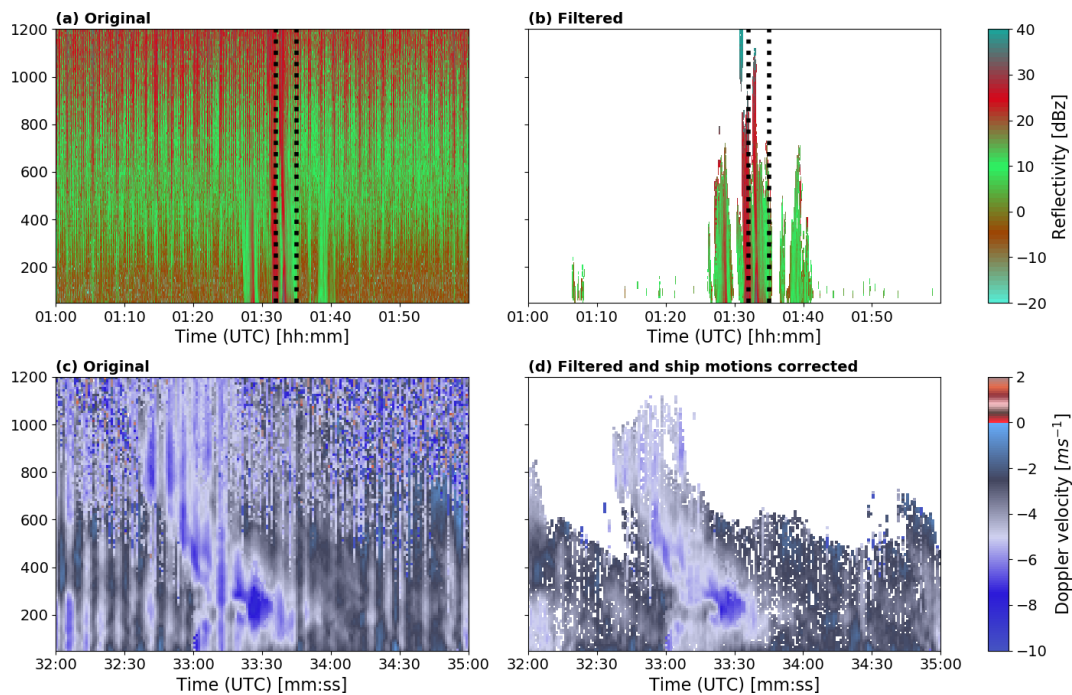 (a) Original
(b) Filtered
1200
1000
800
600
400
200
01:00 01:10 01:20 01:30 01:40 01:50
Time (UTC) [hh:mm]
01:00 01:10 01:20 01:30 01:40 01:50
Time (UTC) [hh:mm]
40
30
20
10
0
−10
−20
Reflectivity [dBz]
(c) Original
(d) Filtered and ship motions corrected
1200
1000
800
600
400
200
0
32:00 32:30 33:00 33:30 34:00 34:30 35:00
Time (UTC) [mm:ss]
32:00 32:30 33:00 33:30 34:00 34:30 35:00
Time (UTC) [mm:ss]
2
0
−2
−4
−6
−8
−10
Doppler velocity [ms⁻¹]